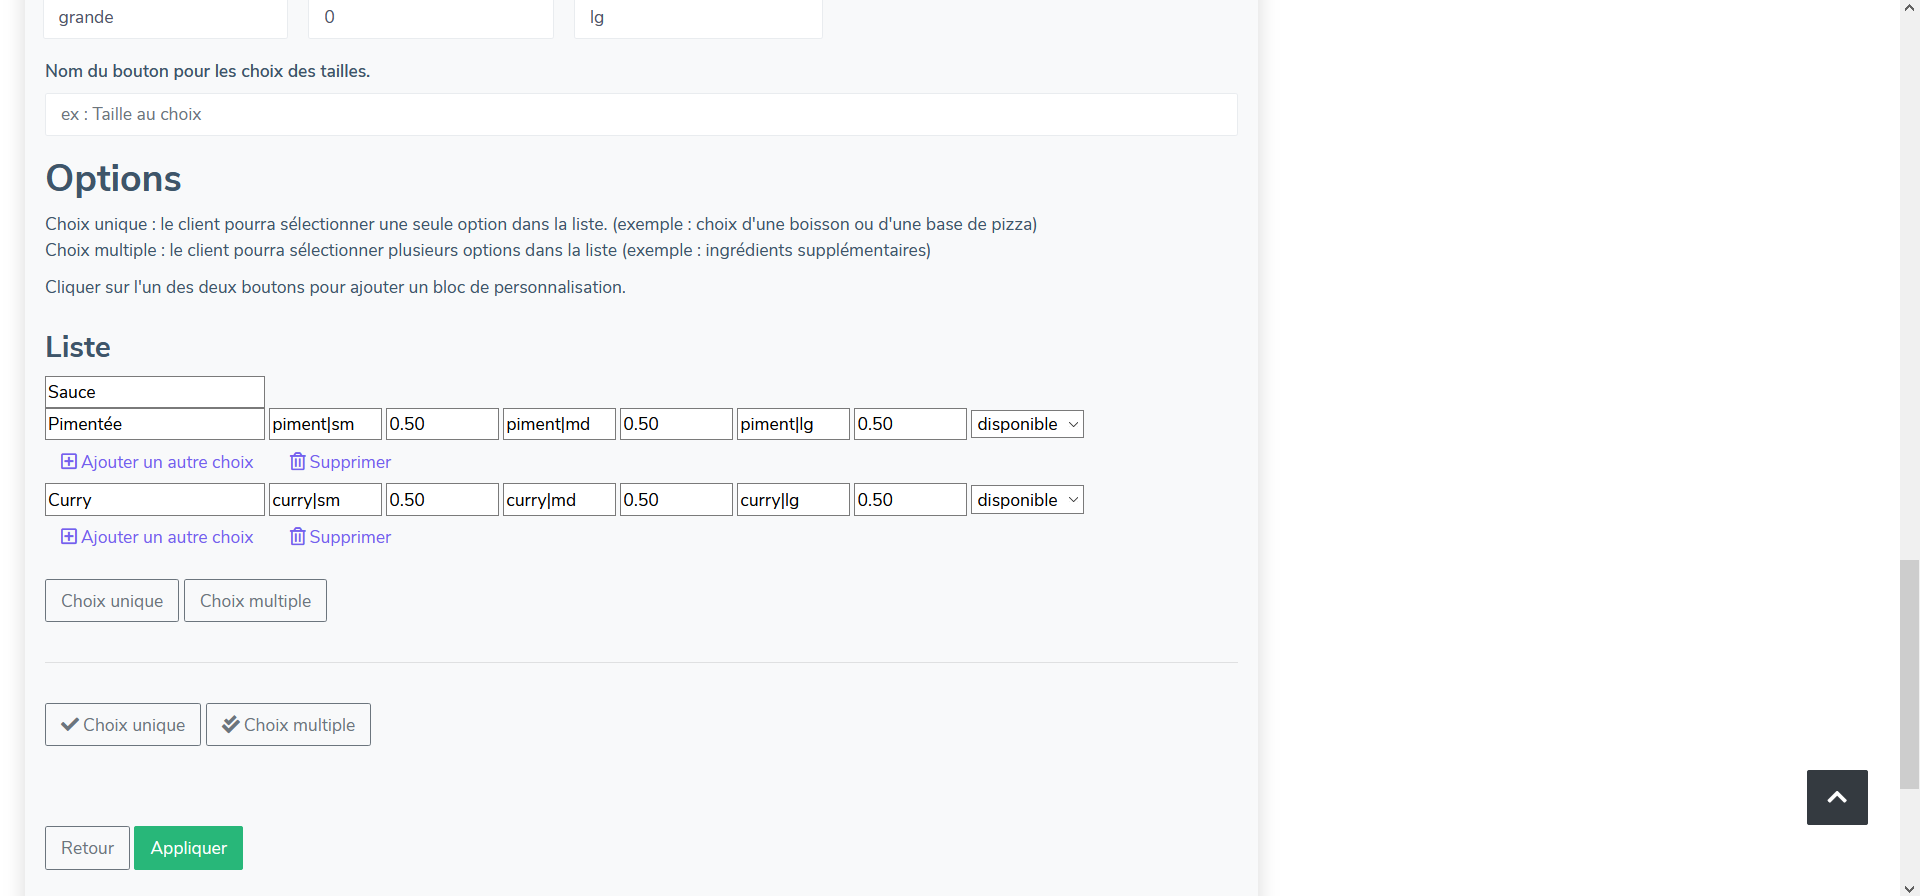 grande 0 lg
Nom du bouton pour les choix des tailles.
ex : Taille au choix
Options
Choix unique : le client pourra sélectionner une seule option dans la liste. (exemple : choix d'une boisson ou d'une base de pizza)
Choix multiple : le client pourra sélectionner plusieurs options dans la liste (exemple : ingrédients supplémentaires)
Cliquer sur l'un des deux boutons pour ajouter un bloc de personnalisation.
Liste
Sauce
Pimentée piment|sm 0.50 piment|md 0.50 piment|lg 0.50 disponible
Ajouter un autre choix Supprimer
Curry curry|sm 0.50 curry|md 0.50 curry|lg 0.50 disponible
Ajouter un autre choix Supprimer
Choix unique Choix multiple
Choix unique Choix multiple
Retour Appliquer